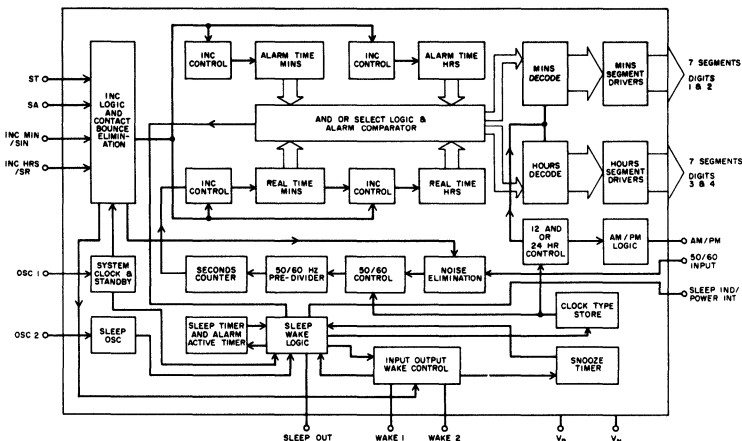 ST
SA
INC MIN
/SIN
INC HRS
/SR
INC
LOGIC
AND
CONTACT
BOUNCE
ELIMIN-
ATION
INC
CONTROL
ALARM TIME
MINS
INC
CONTROL
ALARM TIME
HRS
MINS
DECODE
MINS
SEGMENT
DRIVERS
7 SEGMENTS
DIGITS
1 & 2
AND OR SELECT LOGIC &
ALARM COMPARATOR
INC
CONTROL
REAL TIME
MINS
INC
CONTROL
REAL TIME
HRS
HOURS
DECODE
HOURS
SEGMENT
DRIVERS
7 SEGMENTS
DIGITS
3 & 4
OSC 1
SYSTEM
CLOCK &
STANDBY
SECONDS
COUNTER
50/60 Hz
PRE-DIVIDER
50/60
CONTROL
NOISE
ELIMINATION
12 AND
OR
24 HR
CONTROL
AM/PM
LOGIC
AM/PM
50/60
INPUT
SLEEP IND/
POWER INT
OSC 2
SLEEP
OSC
SLEEP TIMER
AND ALARM
ACTIVE TIMER
SLEEP
WAKE
LOGIC
INPUT OUTPUT
WAKE CONTROL
CLOCK TYPE
STORE
SNOOZE
TIMER
SLEEP OUT
WAKE 1
WAKE 2